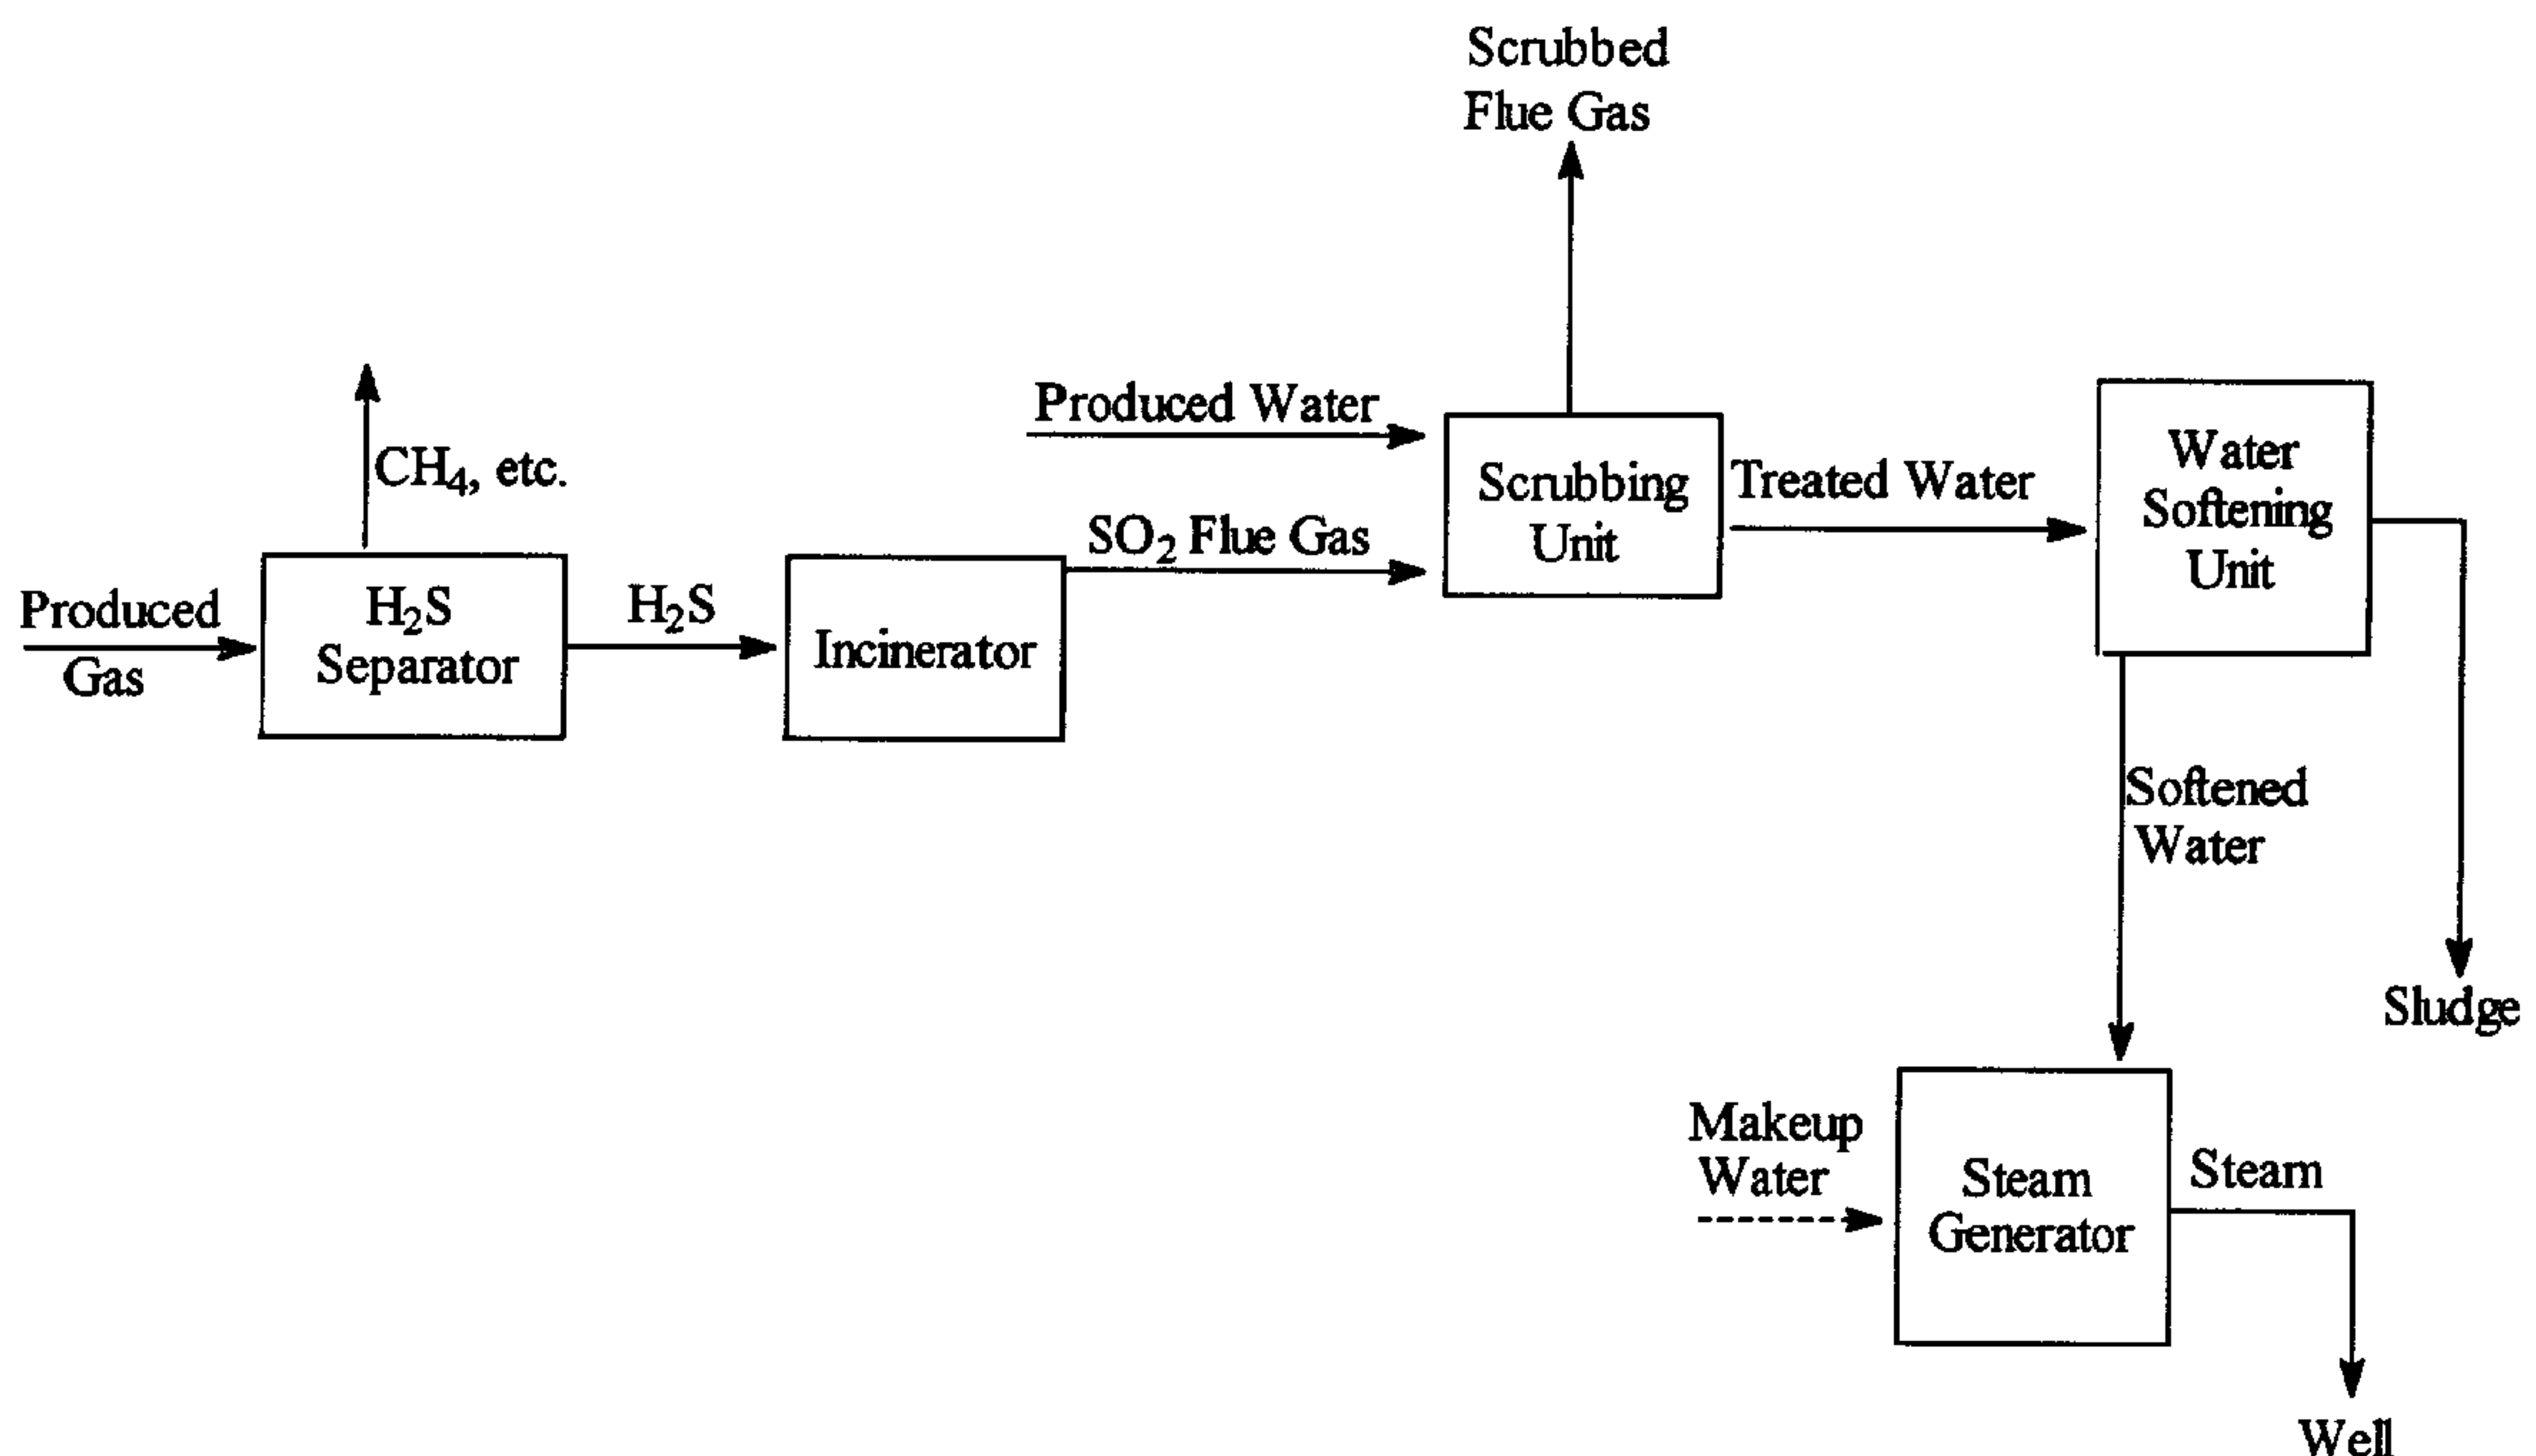 Scrubbed
Flue Gas
CH₄, etc.
Produced Water
Scrubbing
Unit
Treated Water
Water
Softening
Unit
SO₂ Flue Gas
Produced
Gas
H₂S
Separator
H₂S
Incinerator
Softened
Water
Sludge
Makeup
Water
Steam
Generator
Steam
Well